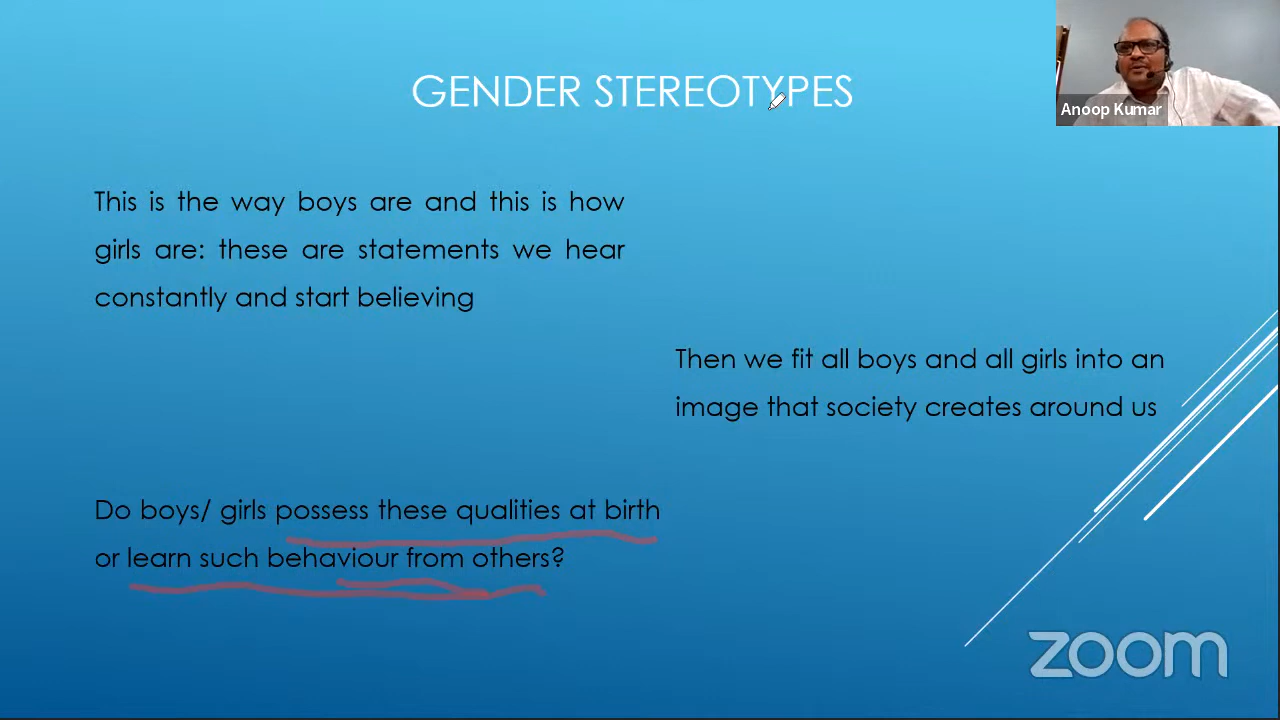 GENDER STEREOTYPES
Anoop Kumar
This is the way boys are and this is how
girls are: these are statements we hear
constantly and start believing
Then we fit all boys and all girls into an
image that society creates around us
Do boys/ girls possess these qualities at birth
or learn such behaviour from others?
zoom